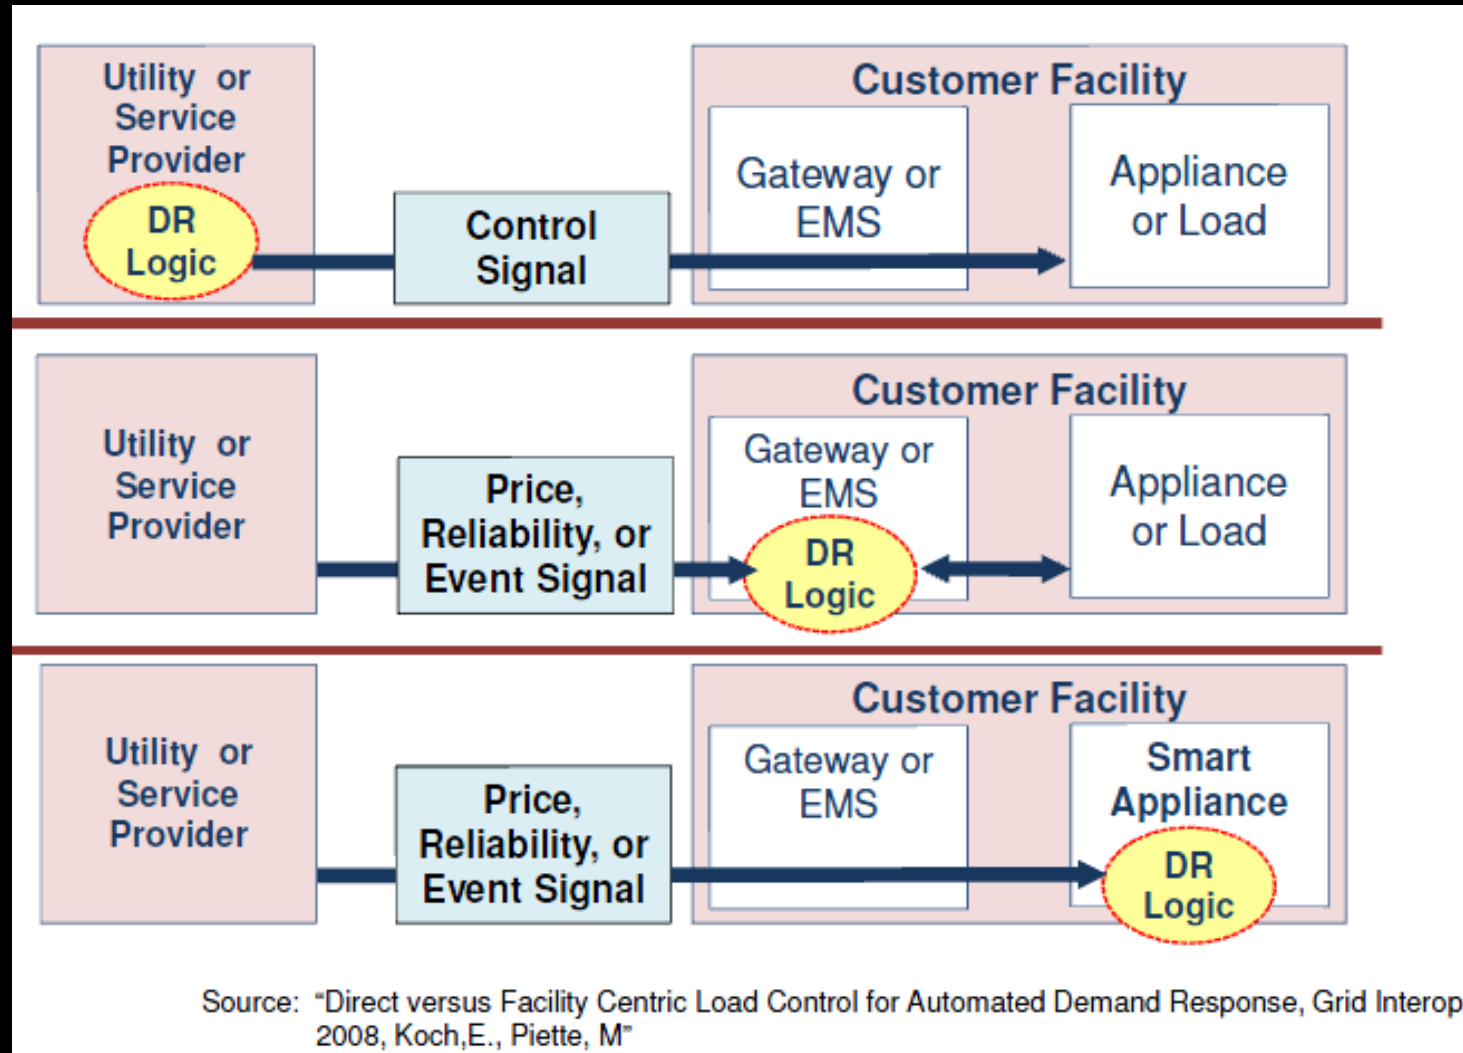 Utility or
Service
Provider
DR
Logic
Control
Signal
Customer Facility
Gateway or
EMS
Appliance
or Load
Utility or
Service
Provider
Price,
Reliability, or
Event Signal
Customer Facility
Gateway or
EMS
DR
Logic
Appliance
or Load
Utility or
Service
Provider
Price,
Reliability, or
Event Signal
Customer Facility
Gateway or
EMS
Smart
Appliance
DR
Logic
Source: “Direct versus Facility Centric Load Control for Automated Demand Response, Grid Interop
2008, Koch,E., Piette, M”